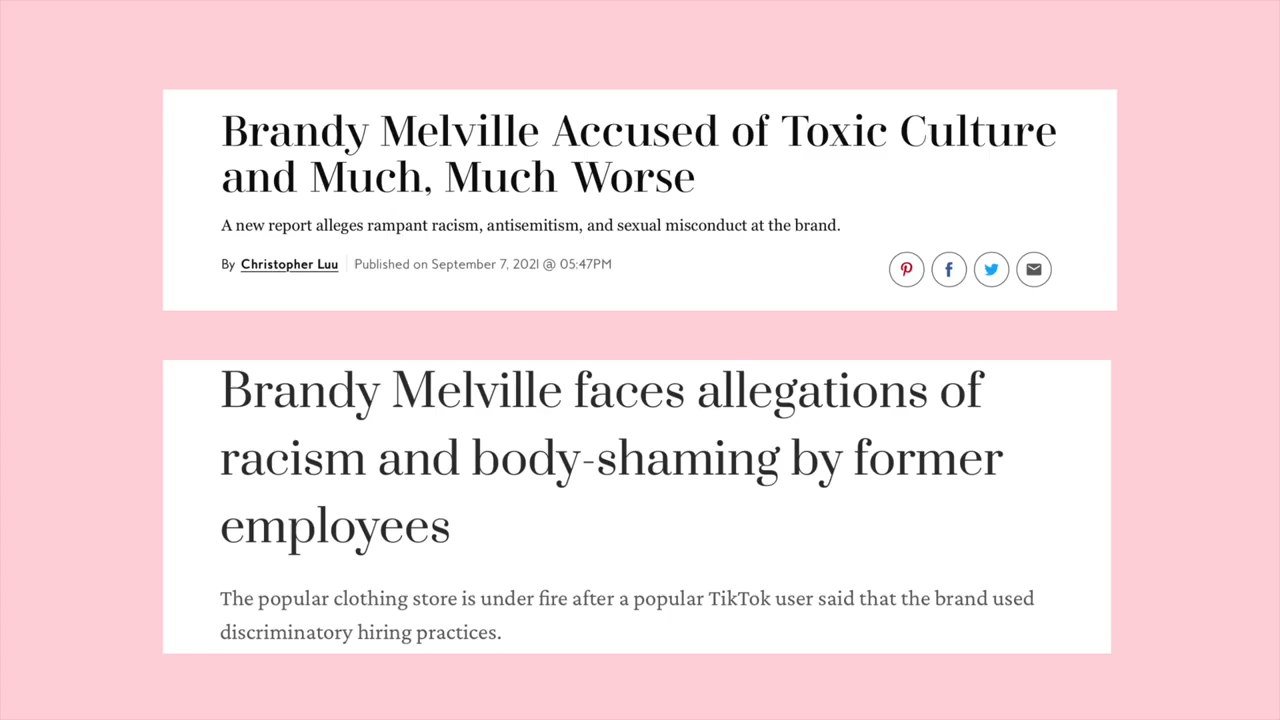 Brandy Melville Accused of Toxic Culture
and Much, Much Worse
A new report alleges rampant racism, antisemitism, and sexual misconduct at the brand.
By Christopher Luu Published on September 7, 2021 @ 05:47PM
Brandy Melville faces allegations of
racism and body-shaming by former
employees
The popular clothing store is under fire after a popular TikTok user said that the brand used
discriminatory hiring practices.